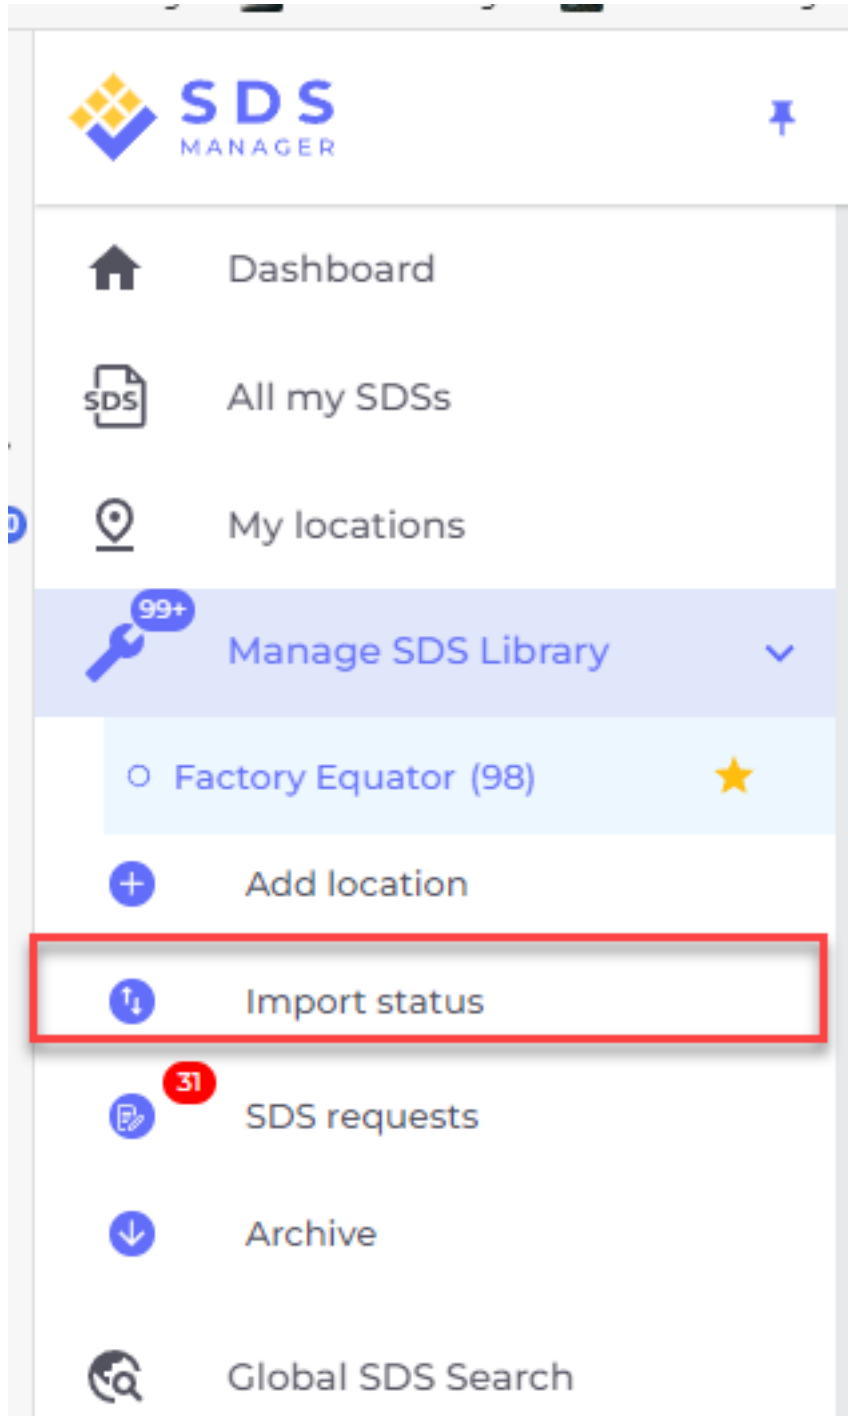 SDS
MANAGER
Dashboard
SDS
All my SDSs
My locations
99+
Manage SDS Library
Factory Equator (98)
Add location
Import status
31
SDS requests
Archive
Global SDS Search